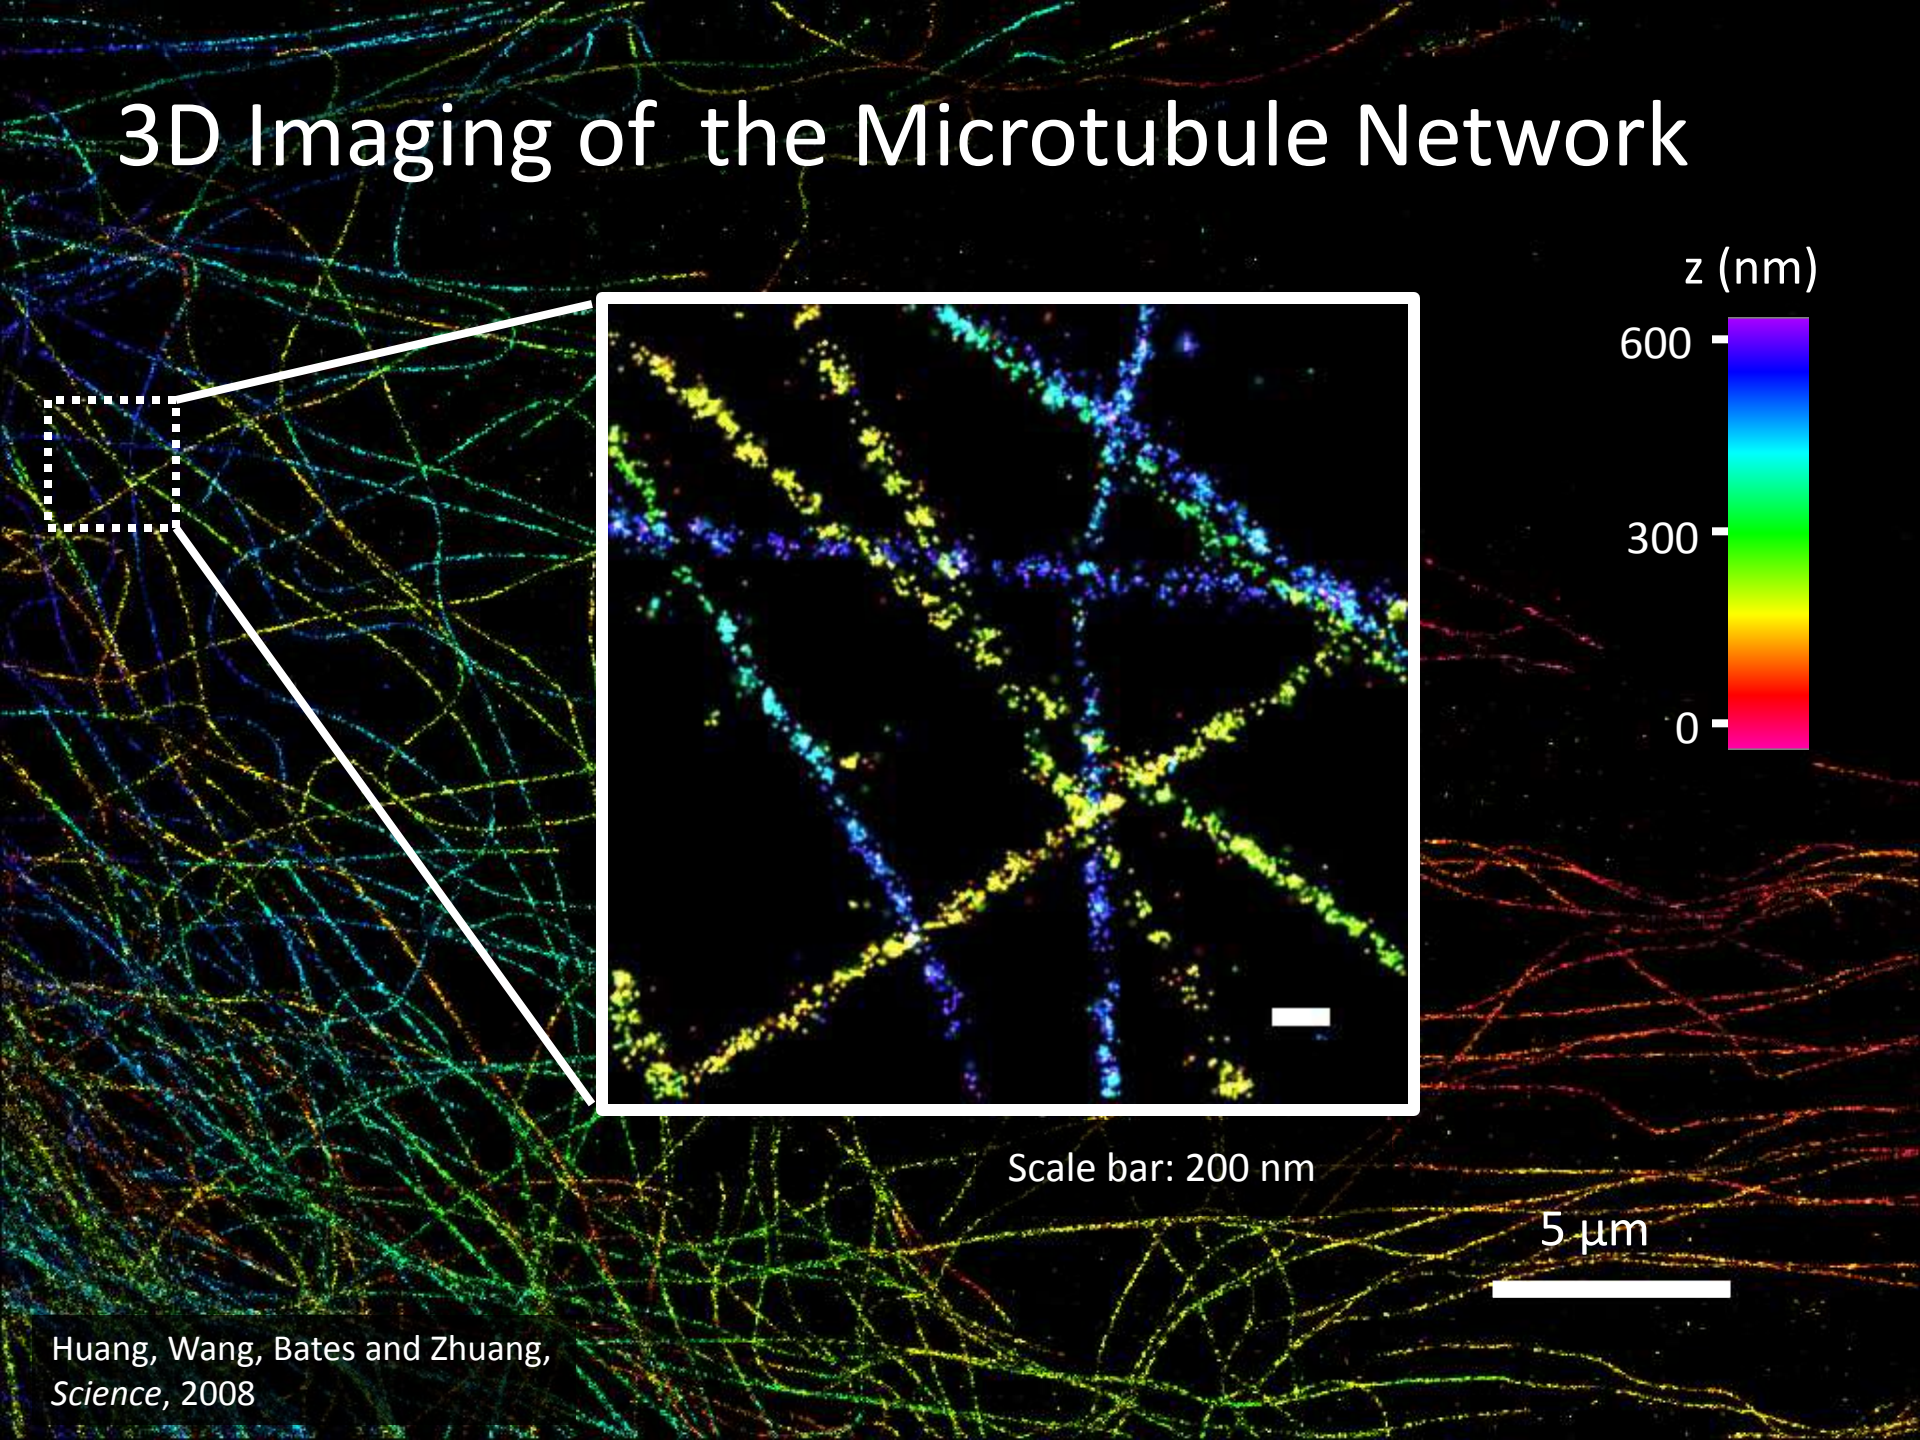 3D Imaging of  the Microtubule Network
z (nm)
600
300
0
Scale bar: 200 nm
5 μm
Huang, Wang, Bates and Zhuang,
Science, 2008